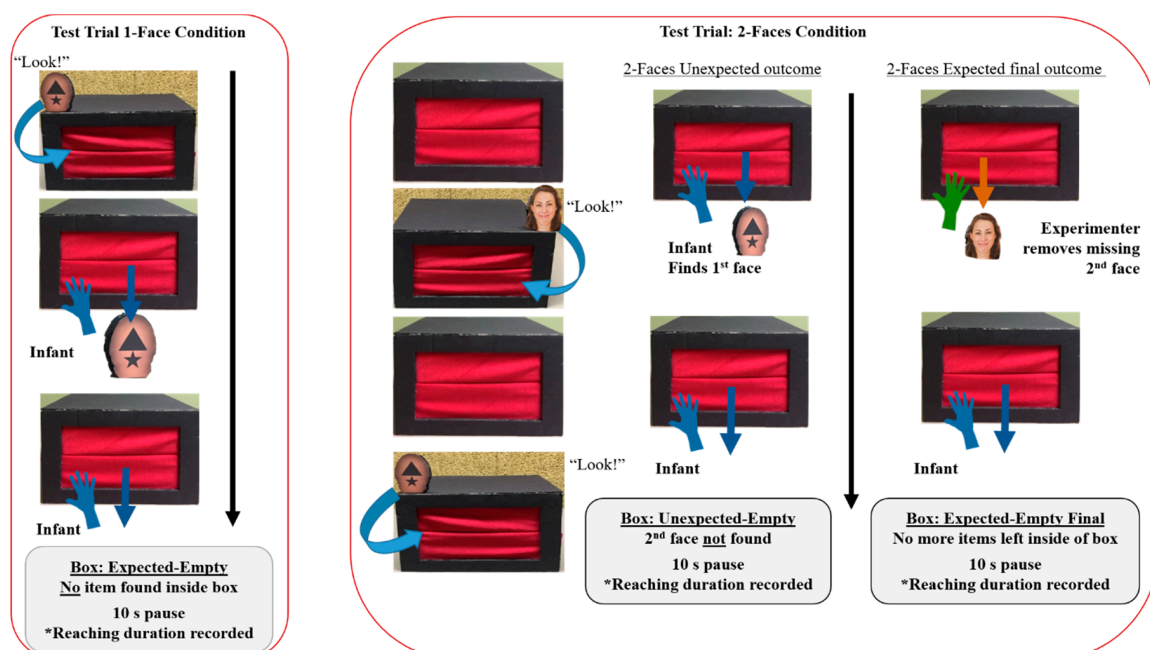 Test Trial 1-Face Condition
“Look!”
Infant
Infant
Box: Expected-Empty
No item found inside box
10 s pause
*Reaching duration recorded
Test Trial: 2-Faces Condition
“Look!”
“Look!”
2-Faces Unexpected outcome
Infant
Finds 1st face
Infant
Box: Unexpected-Empty
2nd face not found
10 s pause
*Reaching duration recorded
2-Faces Expected final outcome
Experimenter
removes missing
2nd face
Infant
Box: Expected-Empty Final
No more items left inside of box
10 s pause
*Reaching duration recorded